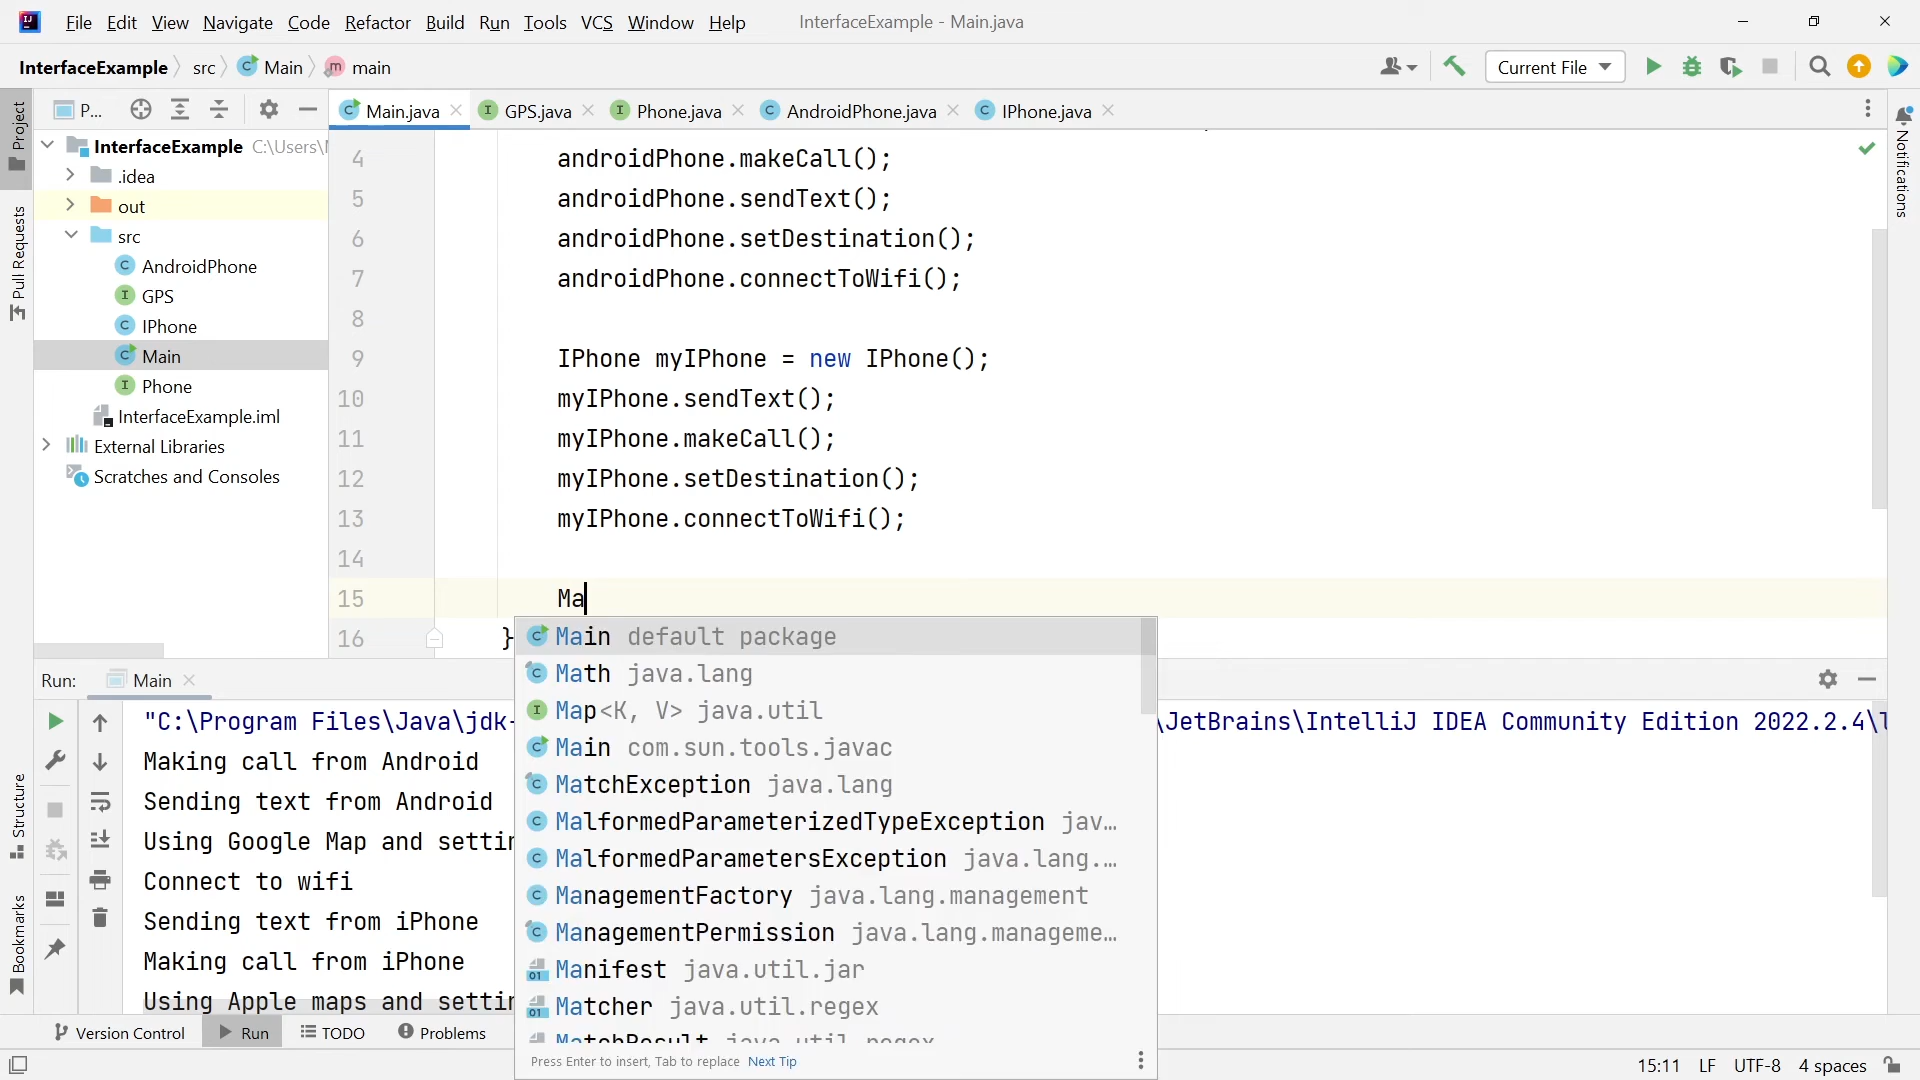 File Edit View Navigate Code Refactor Build Run Tools VCS Window Help InterfaceExample - Main.java
InterfaceExample src Main main Current File
Project
P...
Main.java GPS.java Phone.java AndroidPhone.java IPhone.java
InterfaceExample C:\Users\
.idea
out
src
AndroidPhone
GPS
IPhone
Main
Phone
InterfaceExample.iml
External Libraries
Scratches and Consoles
Pull Requests
Structure
Bookmarks
Notifications
4 androidPhone.makeCall();
5 androidPhone.sendText();
6 androidPhone.setDestination();
7 androidPhone.connectToWifi();
8
9 IPhone myIPhone = new IPhone();
10 myIPhone.sendText();
11 myIPhone.makeCall();
12 myIPhone.setDestination();
13 myIPhone.connectToWifi();
14
15 Ma
16 }
Main default package
Math java.lang
Map<K, V> java.util
Main com.sun.tools.javac
MatchException java.lang
MalformedParameterizedTypeException jav…
MalformedParametersException java.lang.…
ManagementFactory java.lang.management
ManagementPermission java.lang.manageme…
Manifest java.util.jar
Matcher java.util.regex
MatchResult java.util.regex
Press Enter to insert, Tab to replace Next Tip
Run: Main
"C:\Program Files\Java\jdk- \JetBrains\IntelliJ IDEA Community Edition 2022.2.4\
Making call from Android
Sending text from Android
Using Google Map and settin
Connect to wifi
Sending text from iPhone
Making call from iPhone
Using Apple maps and settin
Version Control Run TODO Problems
15:11 LF UTF-8 4 spaces